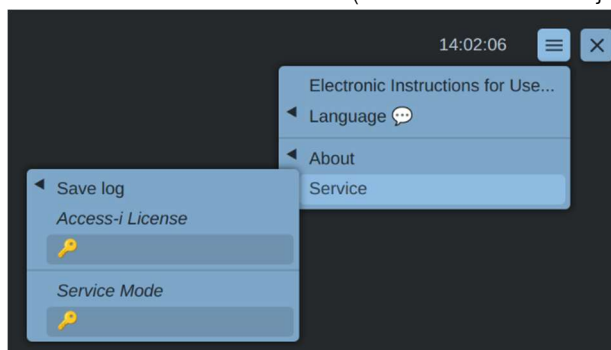 14:02:06
Electronic Instructions for Use...
Language
About
Service
Save log
Access-i License
Service Mode